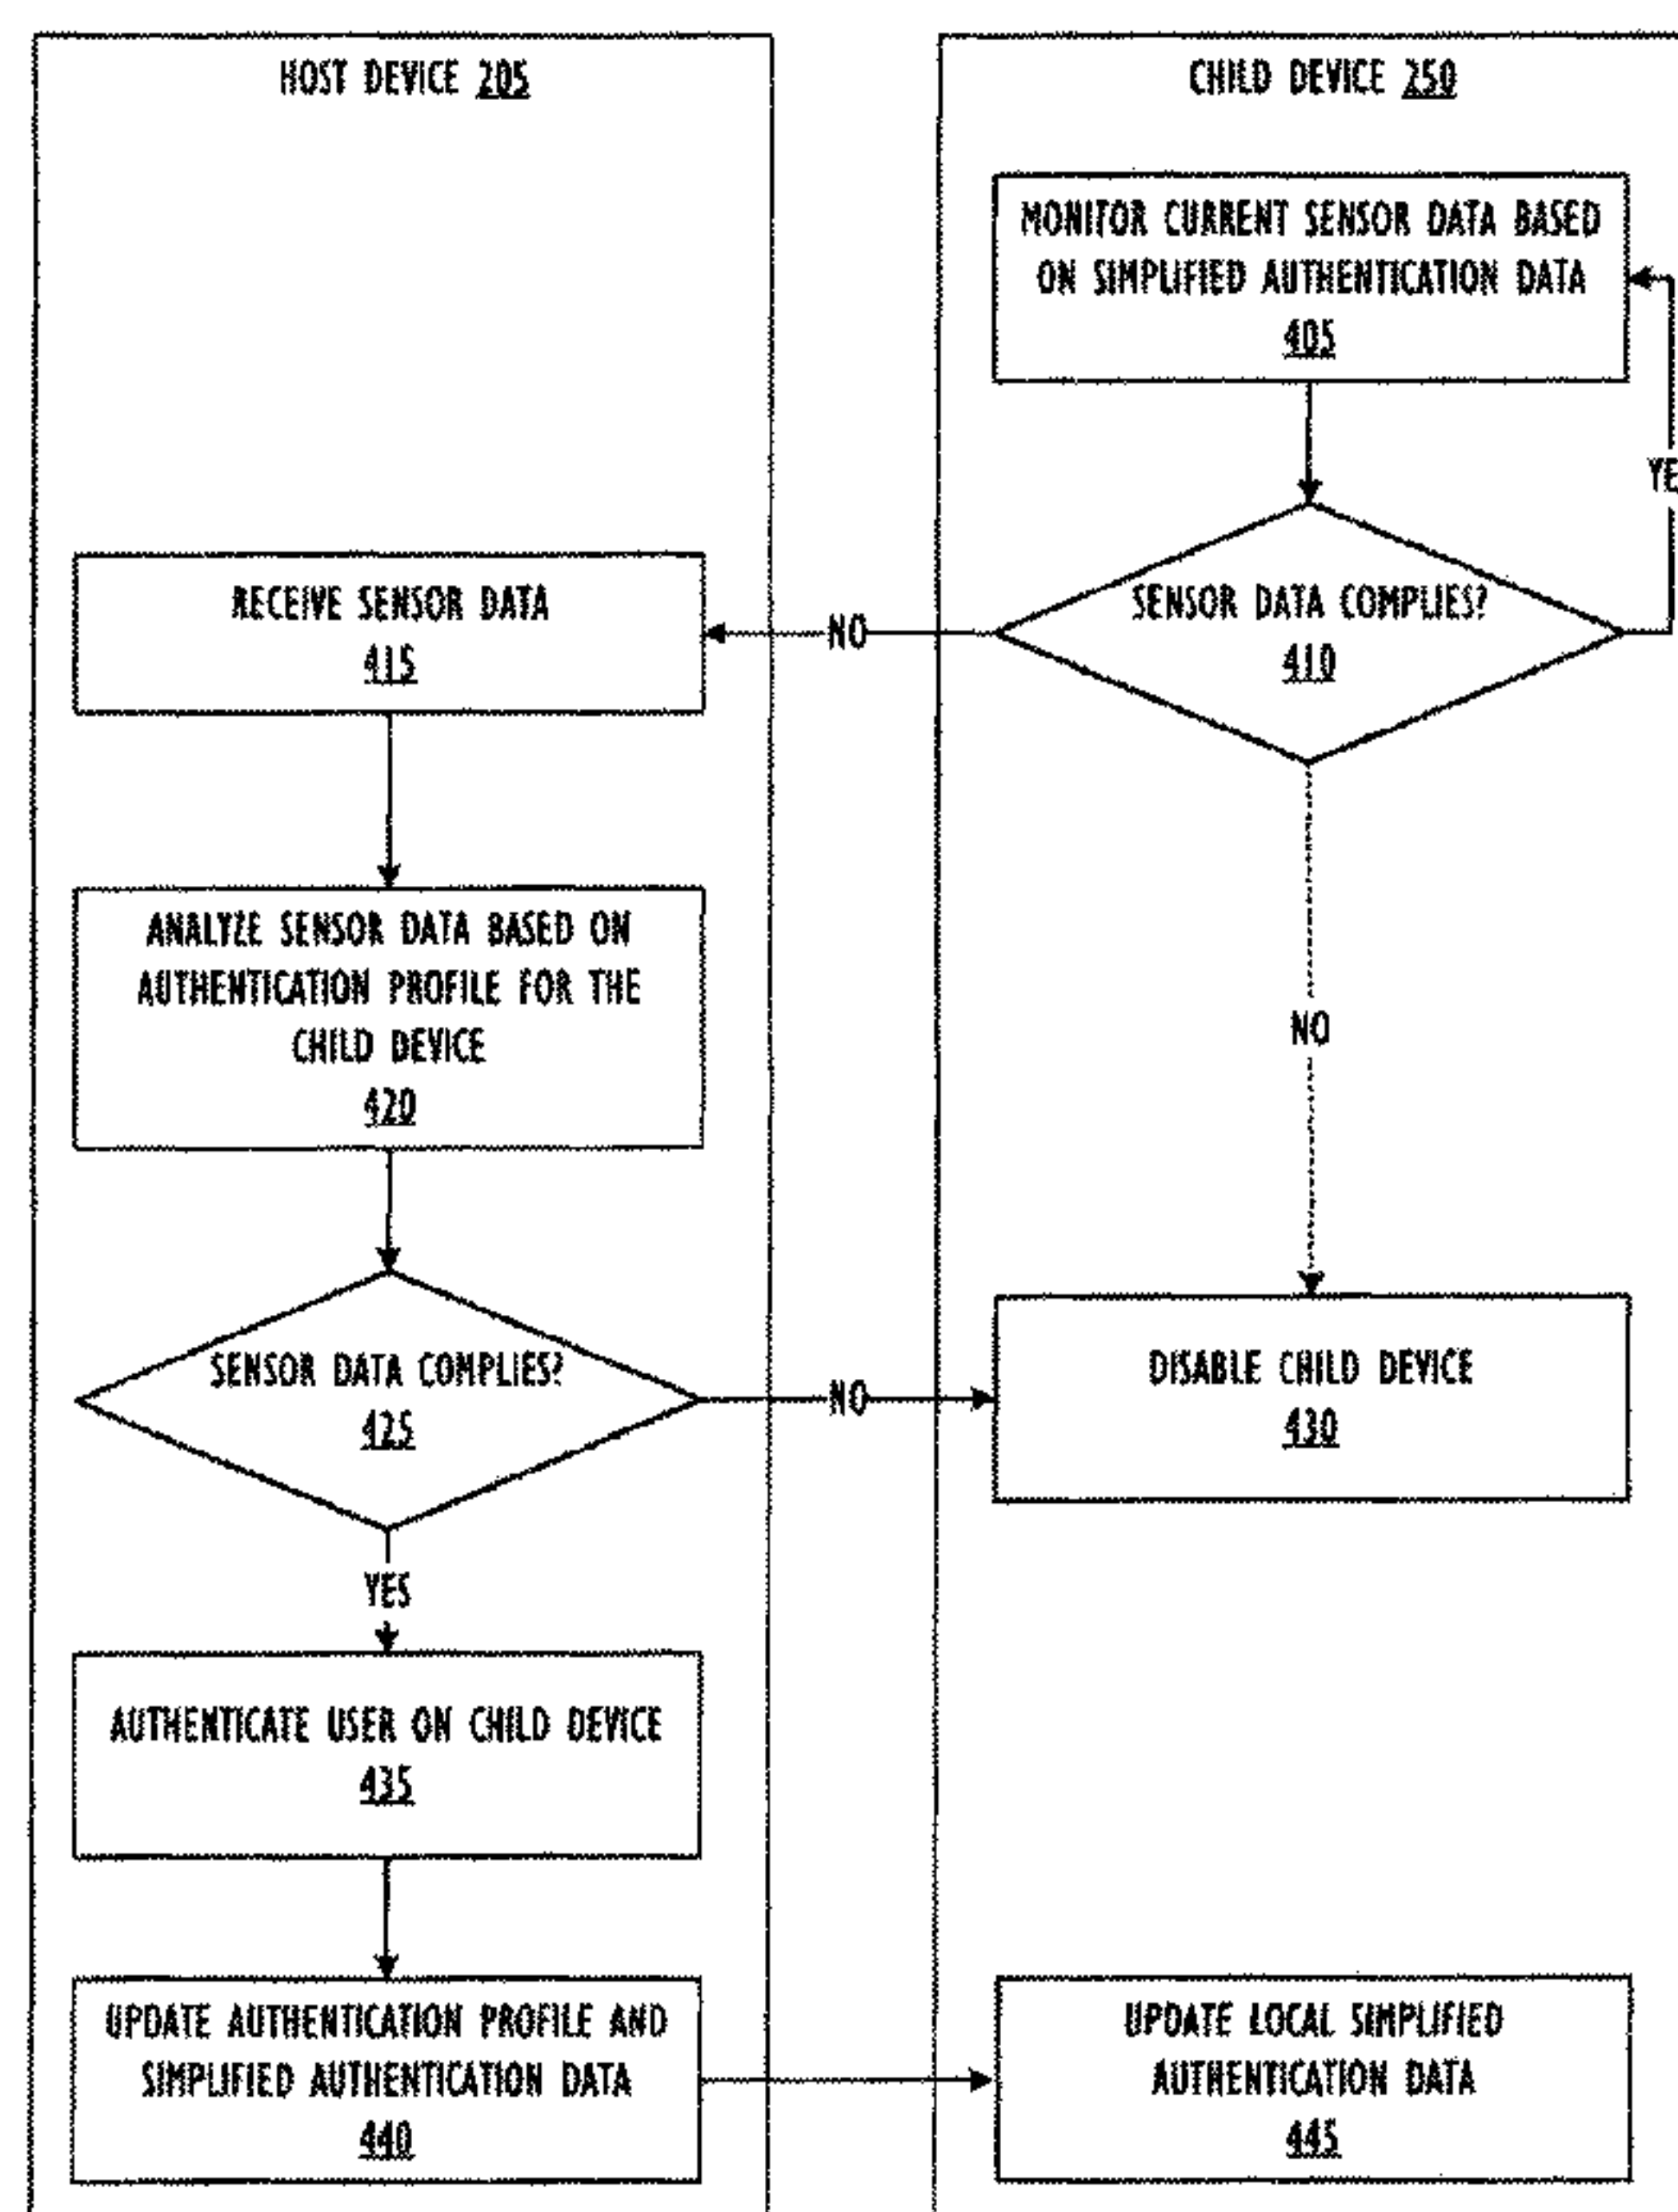 HOST DEVICE 205
CHILD DEVICE 250
MONITOR CURRENT SENSOR DATA BASED
ON SIMPLIFIED AUTHENTICATION DATA
405
YE
SENSOR DATA COMPLIES?
410
NO
RECEIVE SENSOR DATA
415
ANALYZE SENSOR DATA BASED ON
AUTHENTICATION PROFILE FOR THE
CHILD DEVICE
420
NO
SENSOR DATA COMPLIES?
425
NO
DISABLE CHILD DEVICE
430
YES
AUTHENTICATE USER ON CHILD DEVICE
435
UPDATE AUTHENTICATION PROFILE AND
SIMPLIFIED AUTHENTICATION DATA
440
UPDATE LOCAL SIMPLIFIED
AUTHENTICATION DATA
445